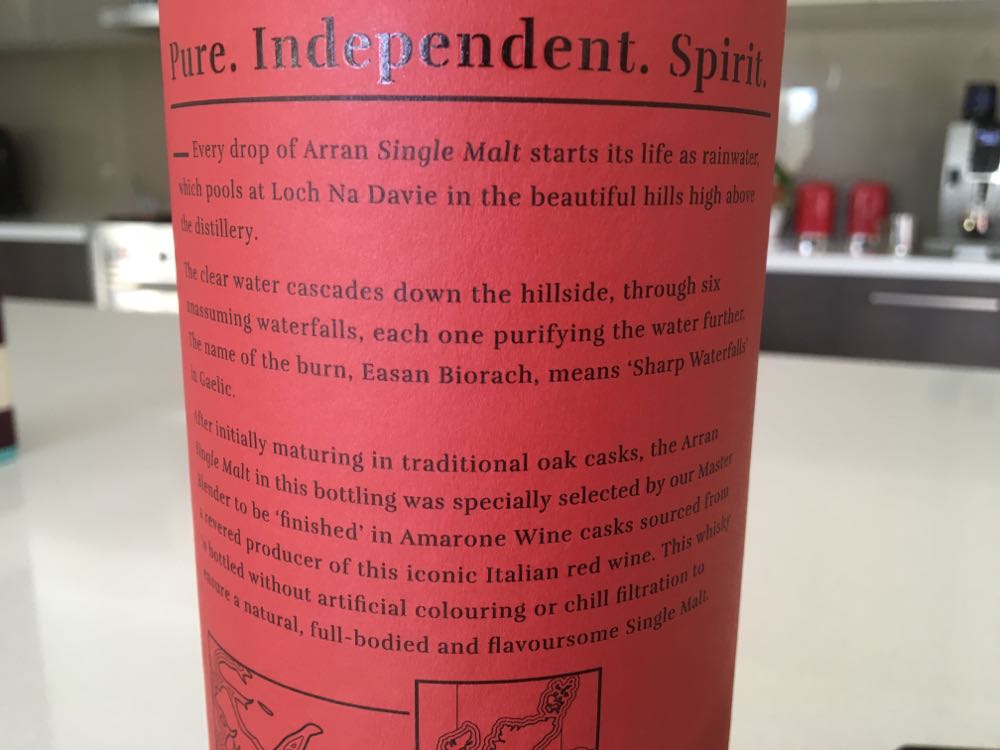 Pure. Independent. Spirit.
Every drop of Arran Single Malt starts its life as rainwater,
which pools at Loch Na Davie in the beautiful hills high above
the distillery.
The clear water cascades down the hillside, through six
unassuming waterfalls, each one purifying the water further.
The name of the burn, Easan Biorach, means ‘Sharp Waterfalls’
in Gaelic.
After initially maturing in traditional oak casks, the Arran
Single Malt in this bottling was specially selected by our Master
Blender to be ‘finished’ in Amarone Wine casks sourced from
a revered producer of this iconic Italian red wine. This whisky
is bottled without artificial colouring or chill filtration to
ensure a natural, full-bodied and flavoursome Single Malt.